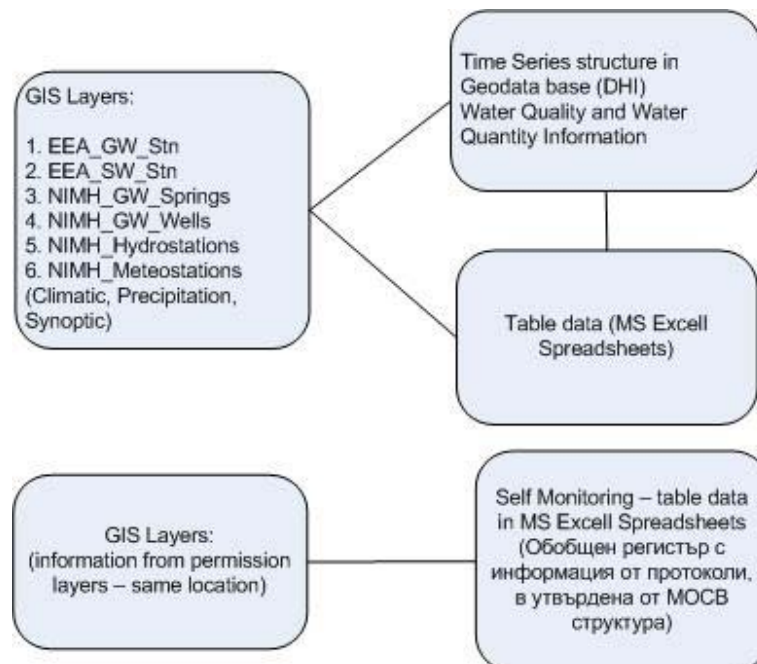 GIS Layers:
1. EEA_GW_Stn
2. EEA_SW_Stn
3. NIMH_GW_Springs
4. NIMH_GW_Wells
5. NIMH_Hydrostations
6. NIMH_Meteostations
(Climatic, Precipitation,
Synoptic)
Time Series structure in
Geodata base (DHI)
Water Quality and Water
Quantity Information
Table data (MS Excell
Spreadsheets)
GIS Layers:
(information from permission
layers – same location)
Self Monitoring – table data
in MS Excell Spreadsheets
(Обобщен регистър с
информация от протоколи,
в утвърдена от МОСВ
структура)